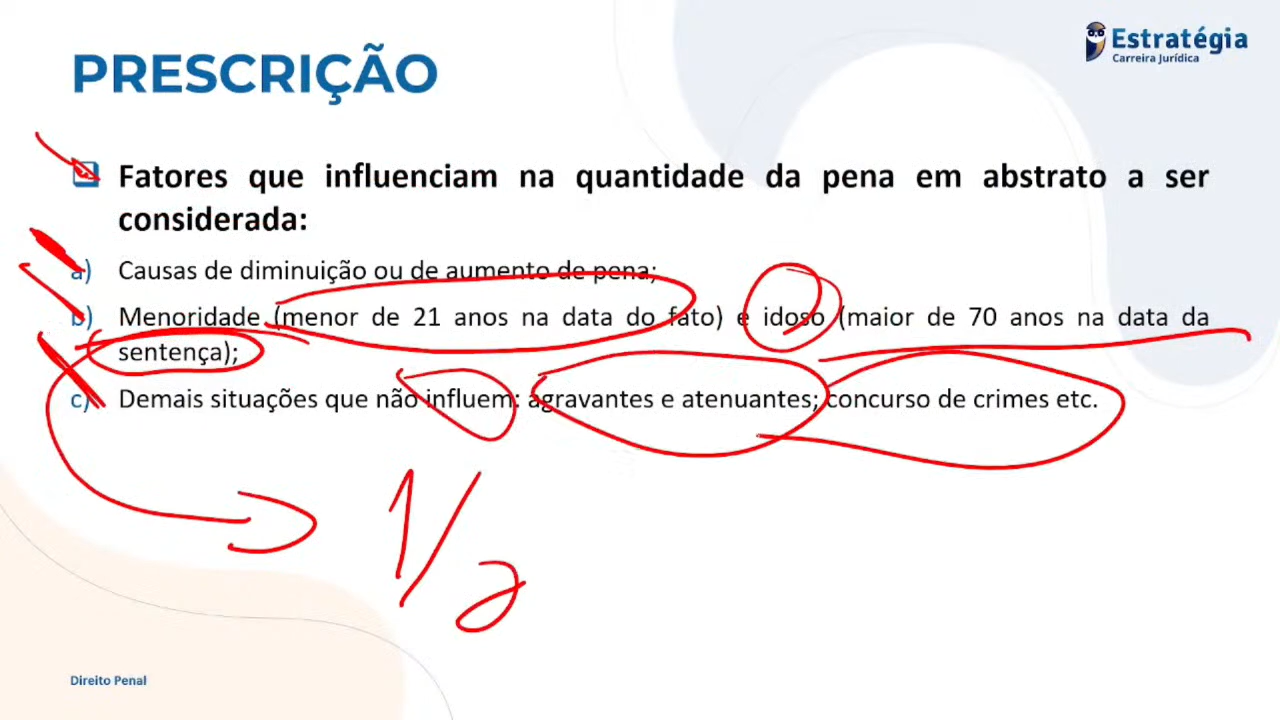 PRESCRIÇÃO
Estratégia
Carreira Jurídica
Fatores que influenciam na quantidade da pena em abstrato a ser
considerada:
a) Causas de diminuição ou de aumento de pena;
b) Menoridade (menor de 21 anos na data do fato) e idoso (maior de 70 anos na data da
sentença);
c) Demais situações que não influem: agravantes e atenuantes; concurso de crimes etc.
1/2
Direito Penal